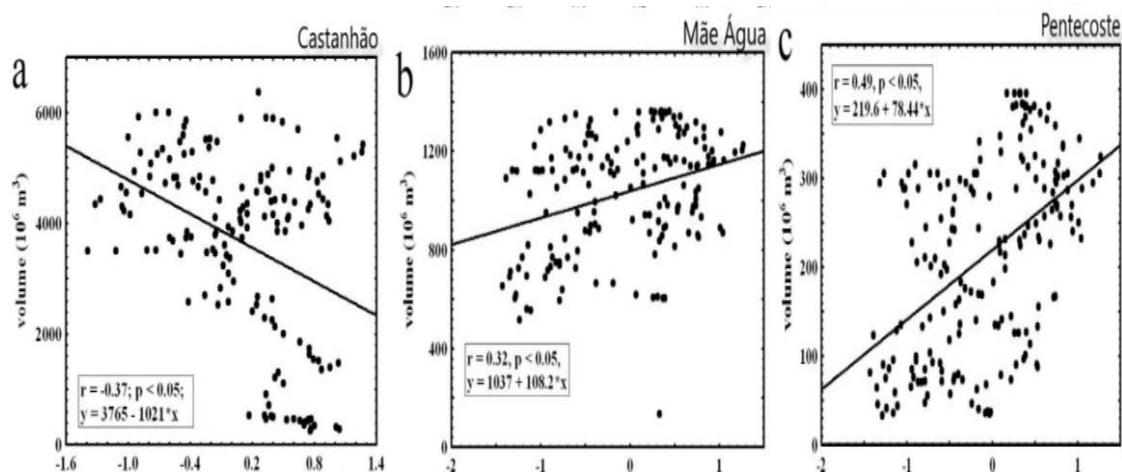 Castanhão
a
6000
4000
2000
0
volume (10⁶ m³)
r = -0.37; p < 0.05;
y = 3765 - 1021*x
-1.6 -1.0 -0.4 0.2 0.8 1.4
Mãe Água
b
1600
1200
800
400
0
volume (10⁶ m³)
r = 0.32, p < 0.05,
y = 1037 + 108.2*x
-2 -1 0 1
Pentecoste
c
400
300
200
100
0
volume (10⁶ m³)
r = 0.49, p < 0.05,
y = 219.6 + 78.44*x
-2 -1 0 1